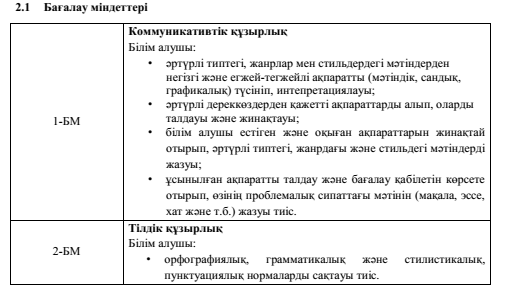 2.1 Бағалау міндеттері
1-БМ
Коммуникативтік құзырлық
Білім алушы:
• әртүрлі типтегі, жанрлар мен стильдердегі мәтіндерден
негізгі және егжей-тегжейлі ақпаратты (мәтіндік, сандық,
графикалық) түсініп, интепретациялауы;
• әртүрлі дереккөздерден қажетті ақпараттарды алып, оларды
талдауы және жинақтауы;
• білім алушы естіген және оқыған ақпараттарын жинақтай
отырып, әртүрлі типтегі, жанрдағы және стильдегі мәтіндерді
жазуы;
• ұсынылған ақпаратты талдау және бағалау қабілетін көрсете
отырып, өзінің проблемалық сипаттағы мәтінін (мақала, эссе,
хат және т.б.) жазуы тиіс.
2-БМ
Тілдік құзырлық
Білім алушы:
• орфографиялық, грамматикалық және стилистикалық,
пунктуациялық нормаларды сақтауы тиіс.